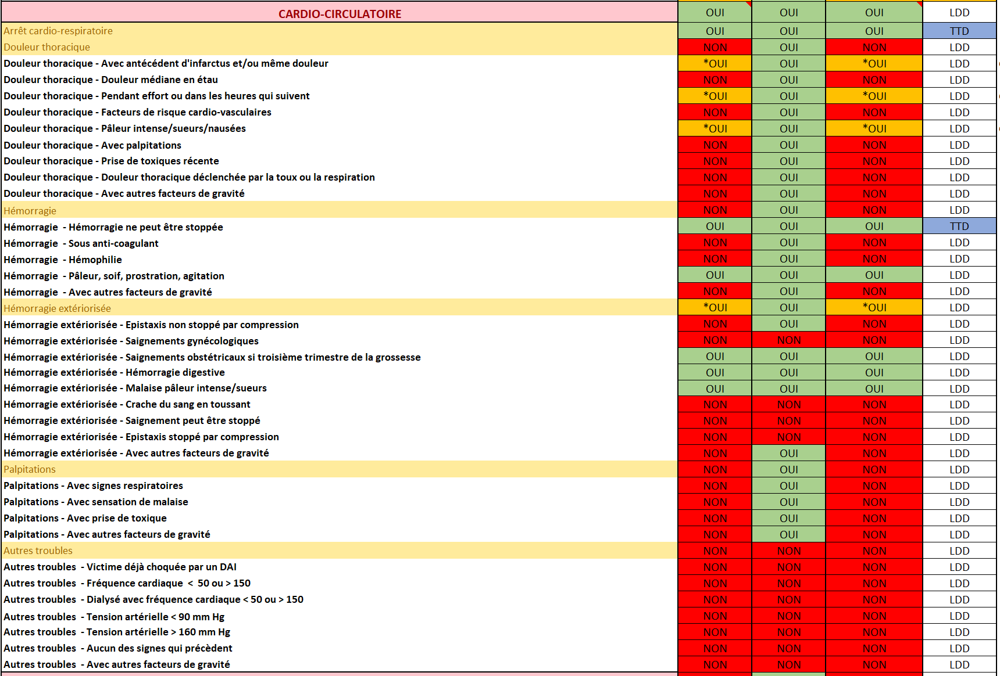 CARDIO-CIRCULATOIRE OUI OUI OUI LDD
Arrêt cardio-respiratoire OUI OUI OUI TTD
Douleur thoracique NON OUI NON LDD
Douleur thoracique - Avec antécédent d'infarctus et/ou même douleur *OUI OUI *OUI LDD
Douleur thoracique - Douleur médiane en étau NON OUI NON LDD
Douleur thoracique - Pendant effort ou dans les heures qui suivent *OUI OUI *OUI LDD
Douleur thoracique - Facteurs de risque cardio-vasculaires NON OUI NON LDD
Douleur thoracique - Pâleur intense/sueurs/nausées *OUI OUI *OUI LDD
Douleur thoracique - Avec palpitations NON OUI NON LDD
Douleur thoracique - Prise de toxiques récente NON OUI NON LDD
Douleur thoracique - Douleur thoracique déclenchée par la toux ou la respiration NON OUI NON LDD
Douleur thoracique - Avec autres facteurs de gravité NON OUI NON LDD
Hémorragie NON OUI NON LDD
Hémorragie - Hémorragie ne peut être stoppée OUI OUI OUI TTD
Hémorragie - Sous anti-coagulant NON OUI NON LDD
Hémorragie - Hémophilie NON OUI NON LDD
Hémorragie - Pâleur, soif, prostration, agitation OUI OUI OUI LDD
Hémorragie - Avec autres facteurs de gravité NON OUI NON LDD
Hémorragie extériorisée *OUI OUI *OUI LDD
Hémorragie extériorisée - Epistaxis non stoppé par compression NON OUI NON LDD
Hémorragie extériorisée - Saignements gynécologiques NON NON NON LDD
Hémorragie extériorisée - Saignements obstétricaux si troisième trimestre de la grossesse OUI OUI OUI LDD
Hémorragie extériorisée - Hémorragie digestive OUI OUI OUI LDD
Hémorragie extériorisée - Malaise pâleur intense/sueurs OUI OUI OUI LDD
Hémorragie extériorisée - Crache du sang en toussant NON NON NON LDD
Hémorragie extériorisée - Saignement peut être stoppé NON NON NON LDD
Hémorragie extériorisée - Epistaxis stoppé par compression NON NON NON LDD
Hémorragie extériorisée - Avec autres facteurs de gravité NON OUI NON LDD
Palpitations NON OUI NON LDD
Palpitations - Avec signes respiratoires NON OUI NON LDD
Palpitations - Avec sensation de malaise NON OUI NON LDD
Palpitations - Avec prise de toxique NON OUI NON LDD
Palpitations - Avec autres facteurs de gravité NON OUI NON LDD
Autres troubles NON NON NON LDD
Autres troubles - Victime déjà choquée par un DAI NON NON NON LDD
Autres troubles - Fréquence cardiaque < 50 ou > 150 NON NON NON LDD
Autres troubles - Dialysé avec fréquence cardiaque < 50 ou > 150 NON NON NON LDD
Autres troubles - Tension artérielle < 90 mm Hg NON NON NON LDD
Autres troubles - Tension artérielle > 160 mm Hg NON NON NON LDD
Autres troubles - Aucun des signes qui précèdent NON NON NON LDD
Autres troubles - Avec autres facteurs de gravité NON NON NON LDD